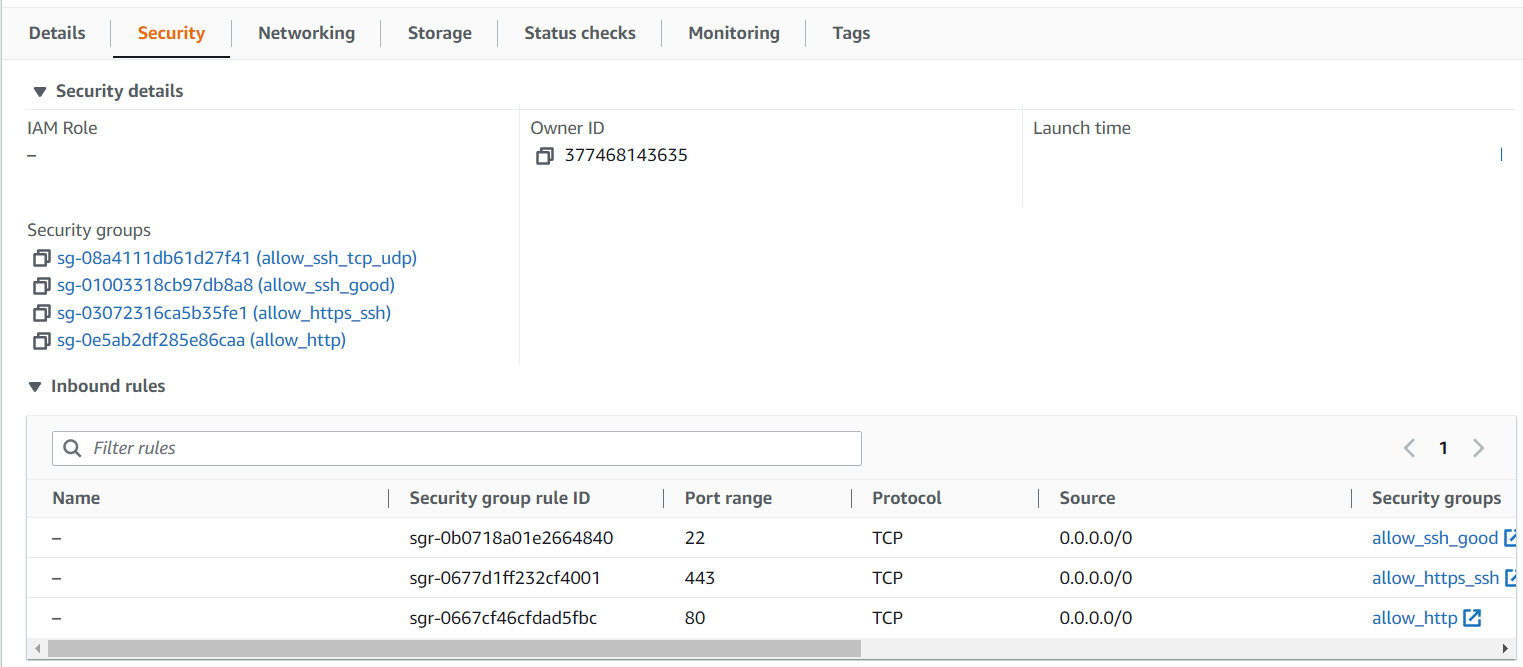 Details Security Networking Storage Status checks Monitoring Tags
Security details
IAM Role Owner ID Launch time
– 377468143635
Security groups
sg-08a4111db61d27f41 (allow_ssh_tcp_udp)
sg-01003318cb97db8a8 (allow_ssh_good)
sg-03072316ca5b35fe1 (allow_https_ssh)
sg-0e5ab2df285e86caa (allow_http)
Inbound rules
Filter rules 1
Name Security group rule ID Port range Protocol Source Security groups
– sgr-0b0718a01e2664840 22 TCP 0.0.0.0/0 allow_ssh_good
– sgr-0677d1ff232cf4001 443 TCP 0.0.0.0/0 allow_https_ssh
– sgr-0667cf46cfdad5fbc 80 TCP 0.0.0.0/0 allow_http